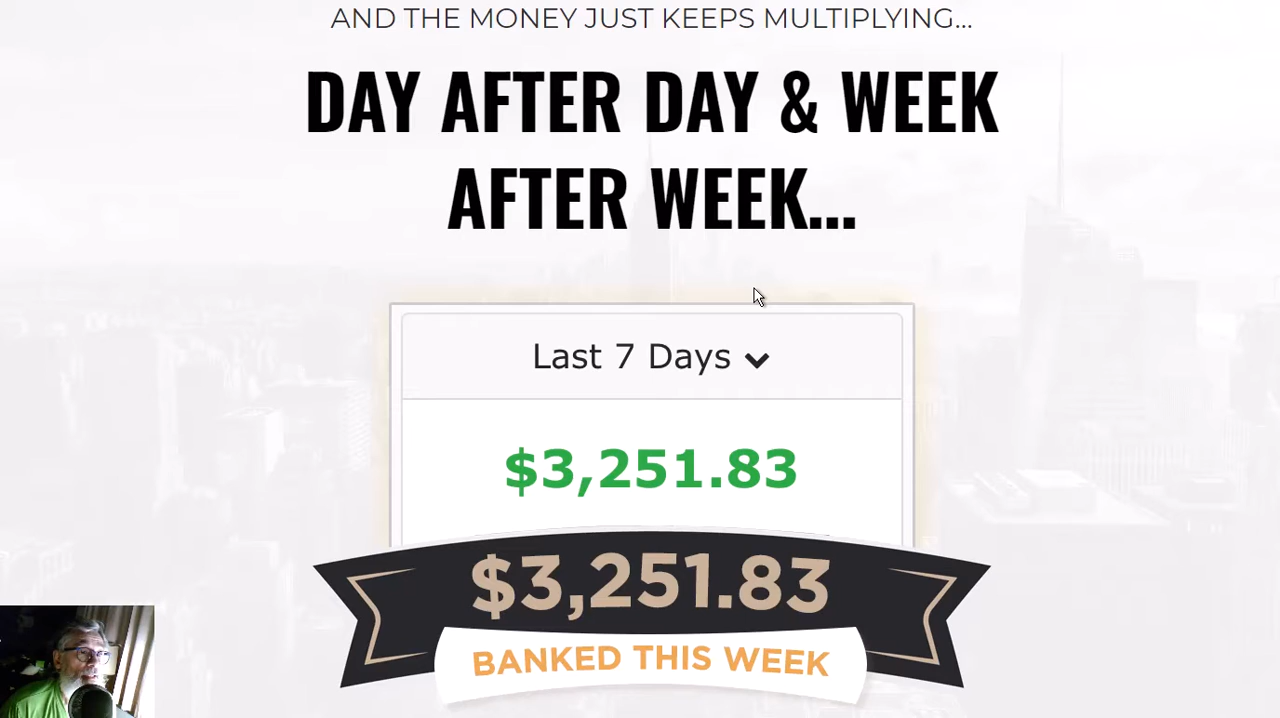 AND THE MONEY JUST KEEPS MULTIPLYING...
DAY AFTER DAY & WEEK
AFTER WEEK...
Last 7 Days
$3,251.83
$3,251.83
BANKED THIS WEEK